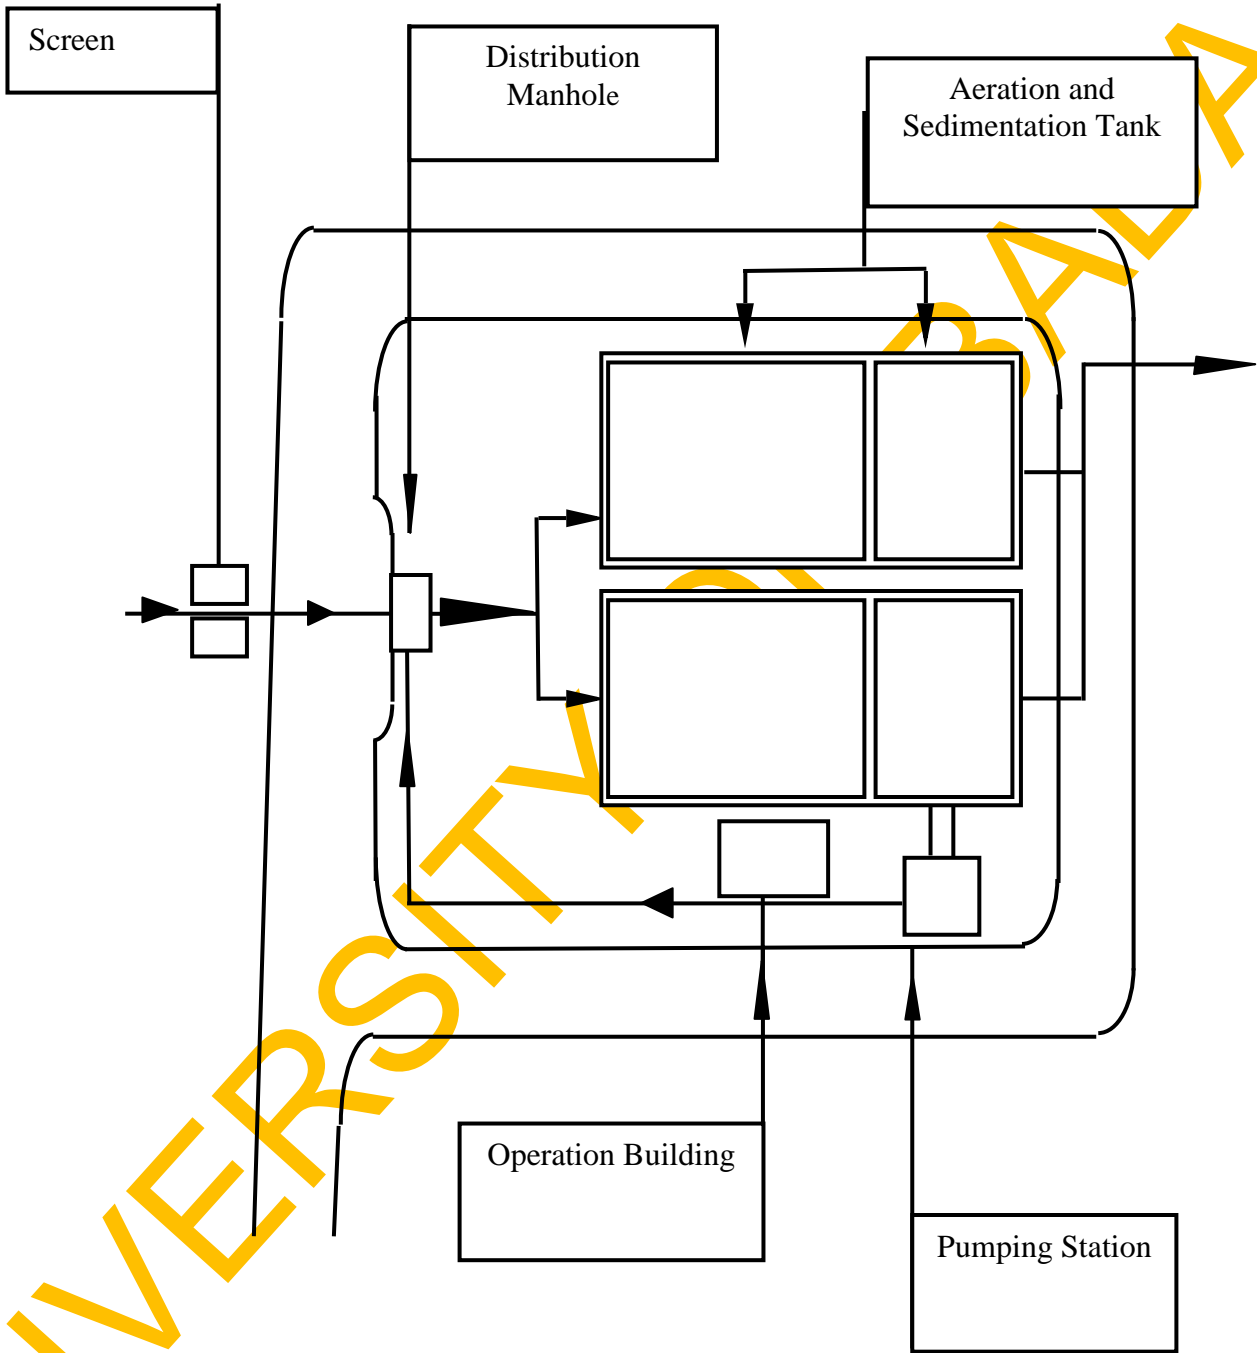 Screen
Distribution
Manhole
Aeration and
Sedimentation Tank
Operation Building
Pumping Station